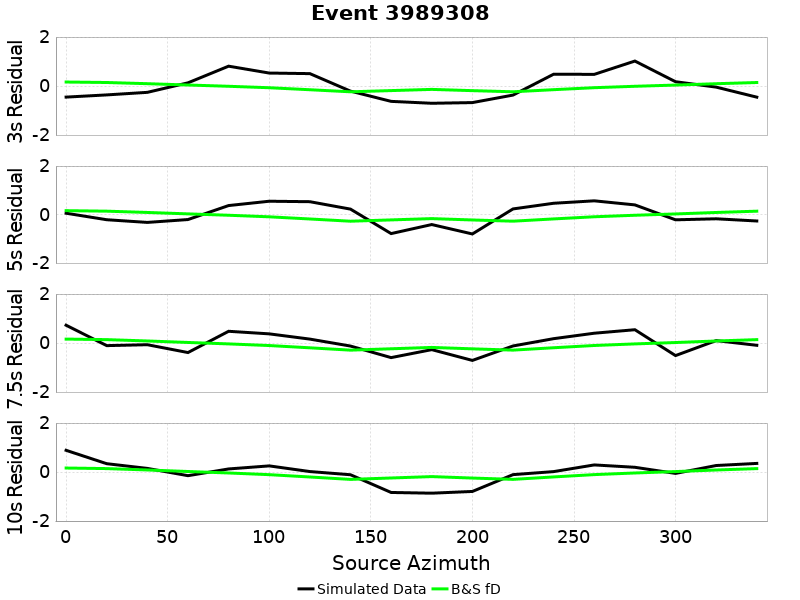 Event 3989308
3s Residual
2
0
-2
5s Residual
2
0
-2
7.5s Residual
2
0
-2
10s Residual
2
0
-2
0 50 100 150 200 250 300
Source Azimuth
Simulated Data B&S fD